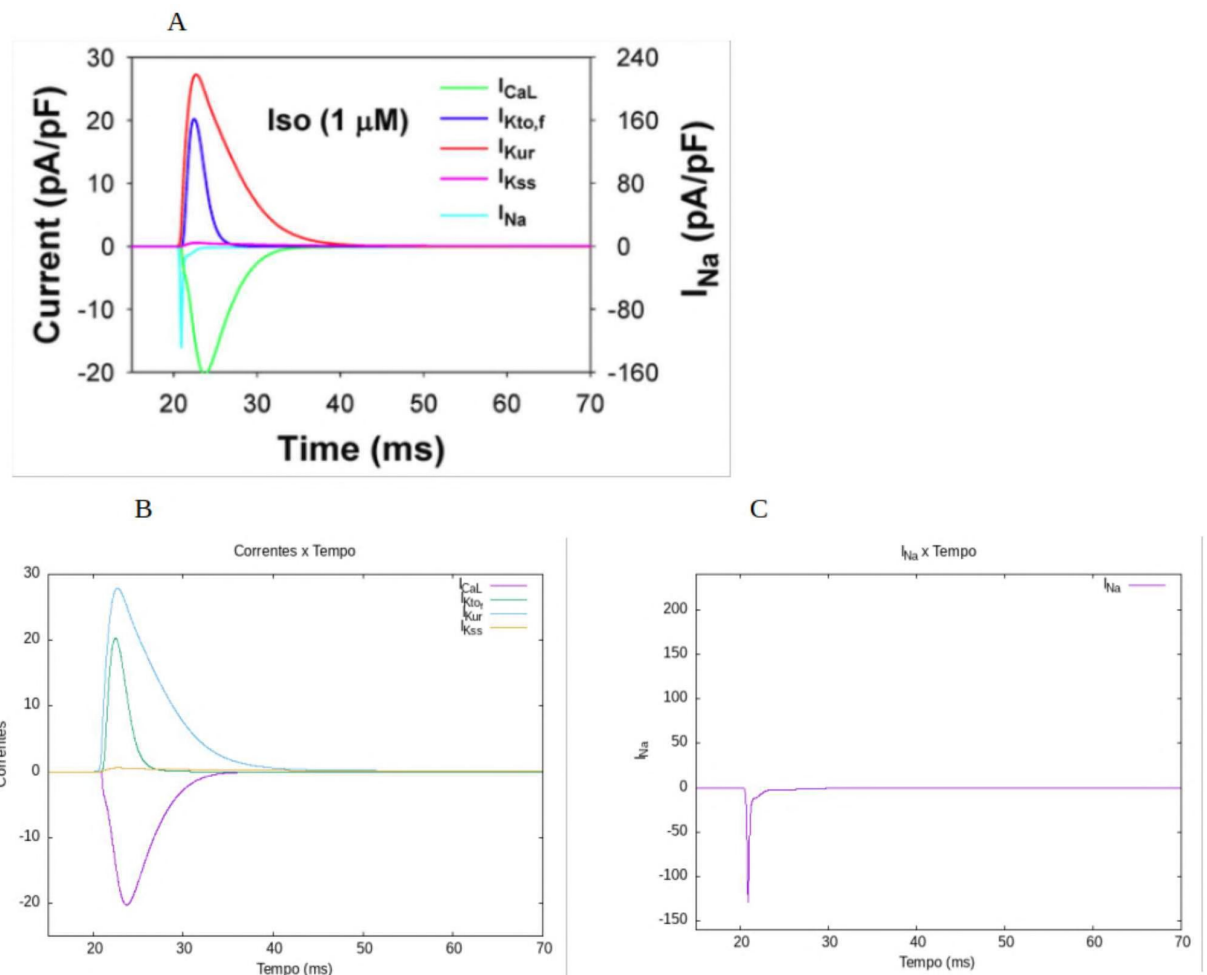 A
30
20
10
0
-10
-20
Current (pA/pF)
Iso (1 μM)
I_CaL
I_Kto,f
I_Kur
I_Kss
I_Na
240
160
80
0
-80
-160
I_Na (pA/pF)
20 30 40 50 60 70
Time (ms)
B
Correntes x Tempo
30
20
10
0
-10
-20
Correntes
I_CaL
I_Kto_f
I_Kur
I_Kss
20 30 40 50 60 70
Tempo (ms)
C
I_Na x Tempo
200
150
100
50
0
-50
-100
-150
I_Na
I_Na
20 30 40 50 60 70
Tempo (ms)